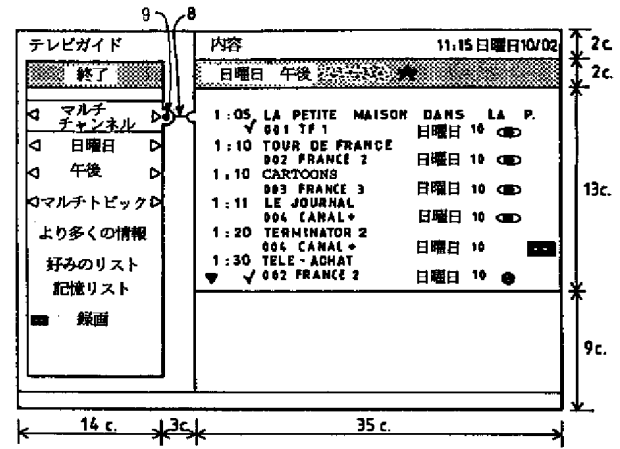 9 8
テレビガイド
内容 11:15 日曜日10/02
2c.
終了
日曜日 午後
2c.
マルチ
チャンネル
日曜日
午後
マルチトピック
より多くの情報
好みのリスト
記憶リスト
録画
1:05 LA PETITE MAISON DANS LA P.
001 TF 1 日曜日 10
1:10 TOUR DE FRANCE
002 FRANCE 2 日曜日 10
1.10 CARTOONS
003 FRANCE 3 日曜日 10
1:11 LE JOURNAL
004 CANAL+ 日曜日 10
1:20 TERMINATOR 2
004 CANAL+ 日曜日 10
1:30 TELE-ACHAT
002 FRANCE 2 日曜日 10
13c.
9c.
14 c. 3c. 35 c.